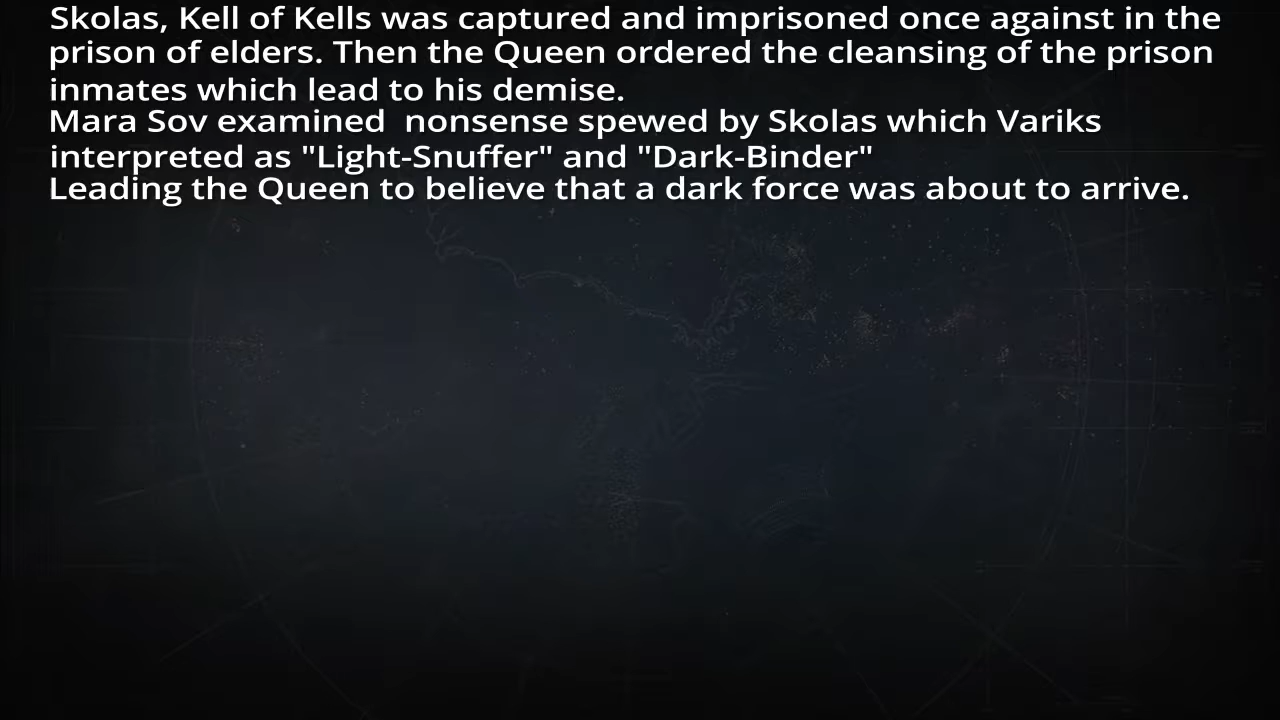 Skolas, Kell of Kells was captured and imprisoned once against in the
prison of elders. Then the Queen ordered the cleansing of the prison
inmates which lead to his demise.
Mara Sov examined  nonsense spewed by Skolas which Variks
interpreted as "Light-Snuffer" and "Dark-Binder"
Leading the Queen to believe that a dark force was about to arrive.